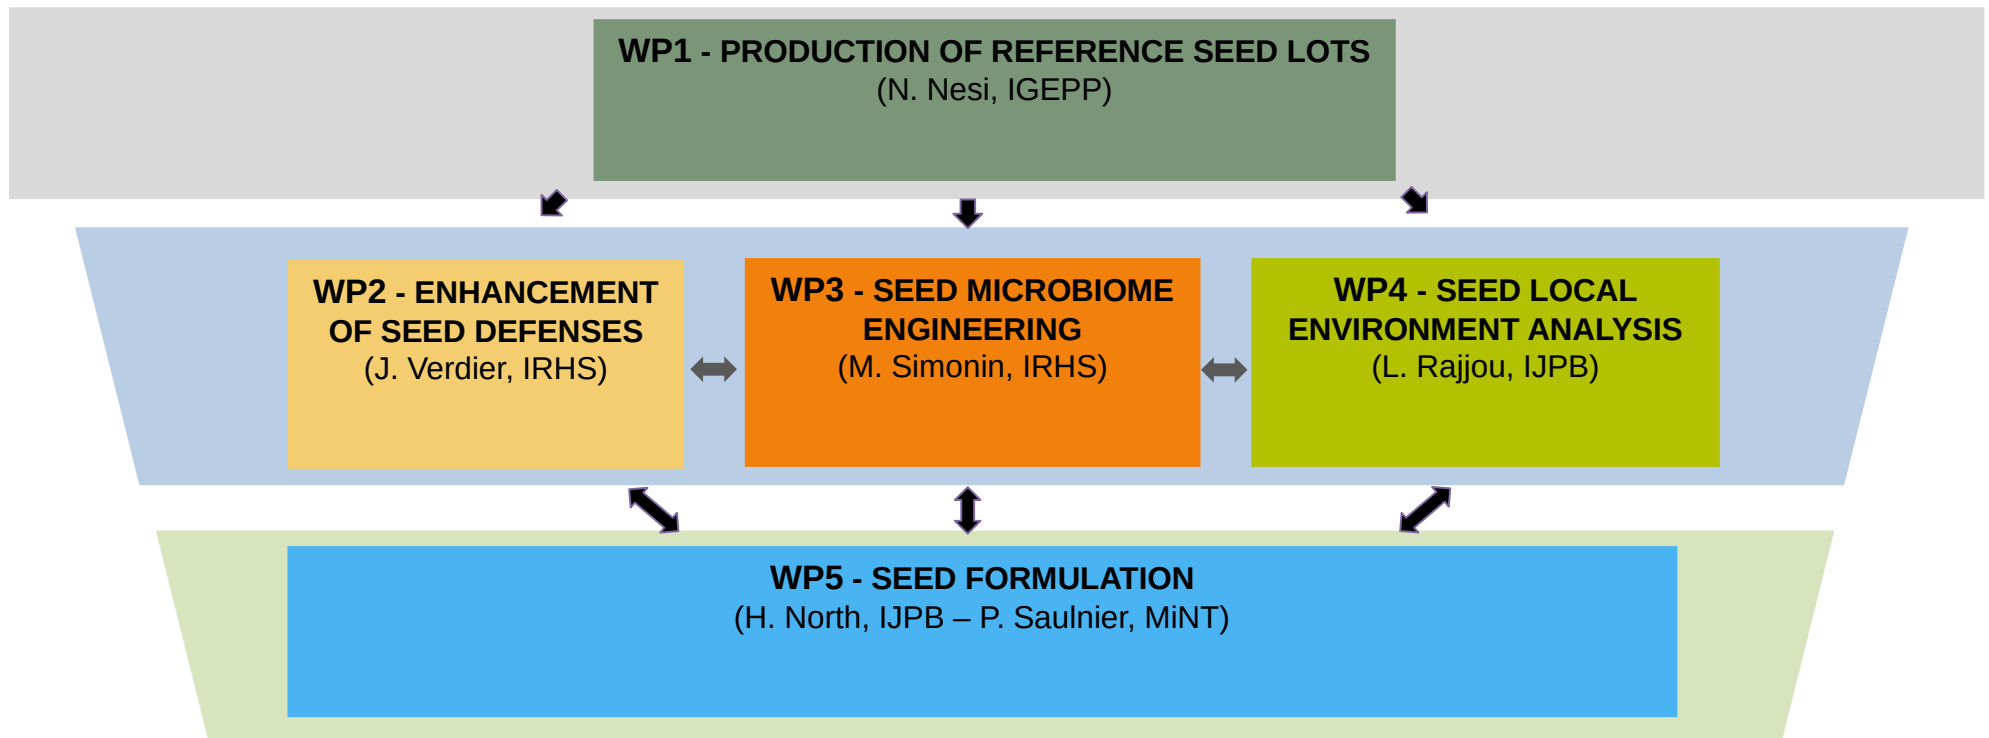 WP1 - PRODUCTION OF REFERENCE SEED LOTS
(N. Nesi, IGEPP)
WP2 - ENHANCEMENT
OF SEED DEFENSES
(J. Verdier, IRHS)
WP3 - SEED MICROBIOME
ENGINEERING
(M. Simonin, IRHS)
WP4 - SEED LOCAL
ENVIRONMENT ANALYSIS
(L. Rajjou, IJPB)
WP5 - SEED FORMULATION
(H. North, IJPB – P. Saulnier, MiNT)